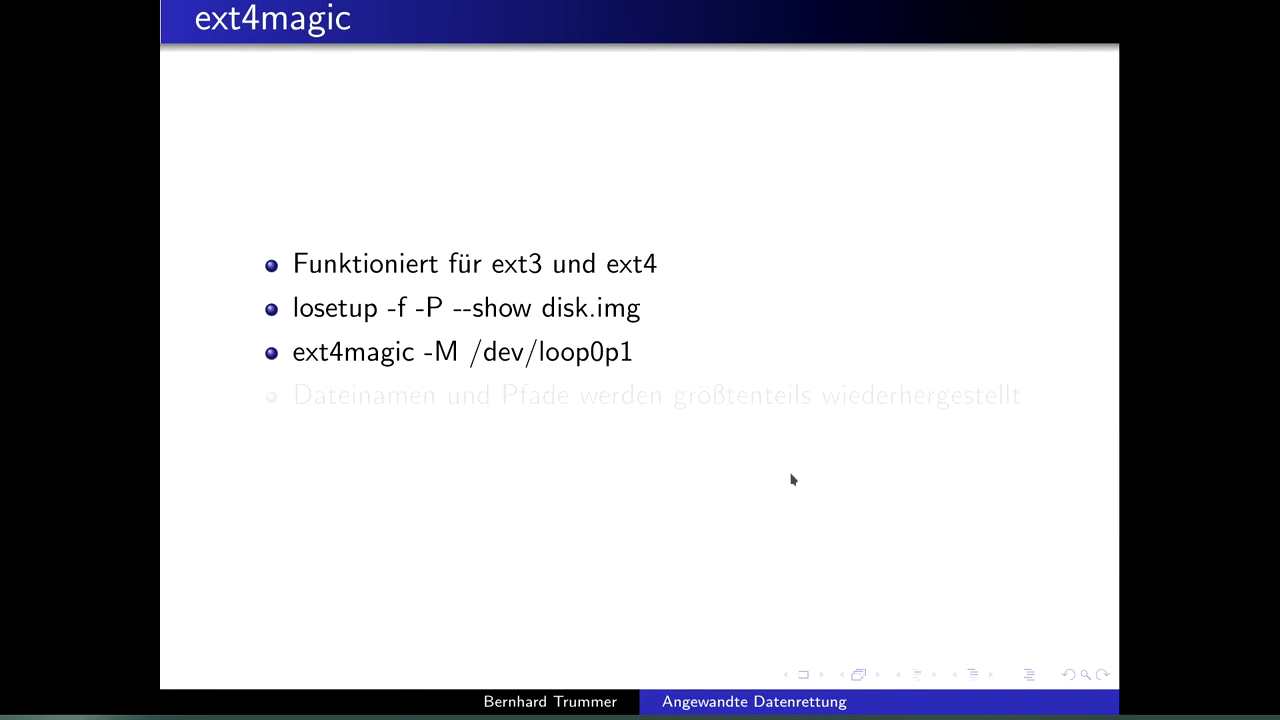 ext4magic
Funktioniert für ext3 und ext4
losetup -f -P --show disk.img
ext4magic -M /dev/loop0p1
Dateinamen und Pfade werden größtenteils wiederhergestellt
Bernhard Trummer
Angewandte Datenrettung